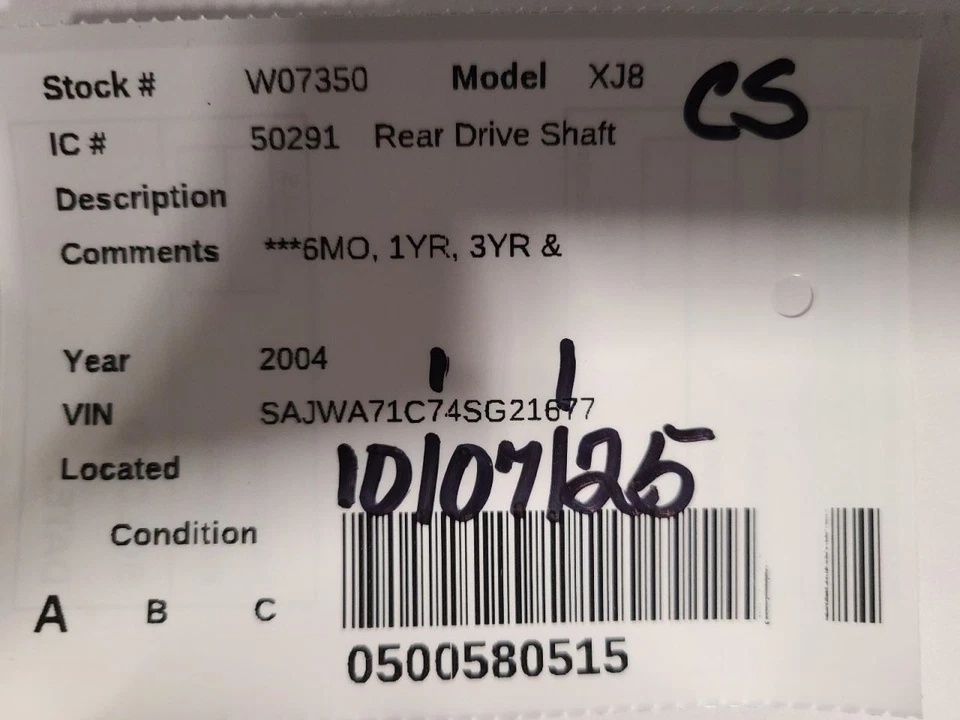 Stock # W07350 Model XJ8 CS
IC # 50291 Rear Drive Shaft
Description
Comments ***6MO, 1YR, 3YR &
Year 2004
VIN SAJWA71C74SG21677
Located
10/07/25
Condition
A B C
0500580515